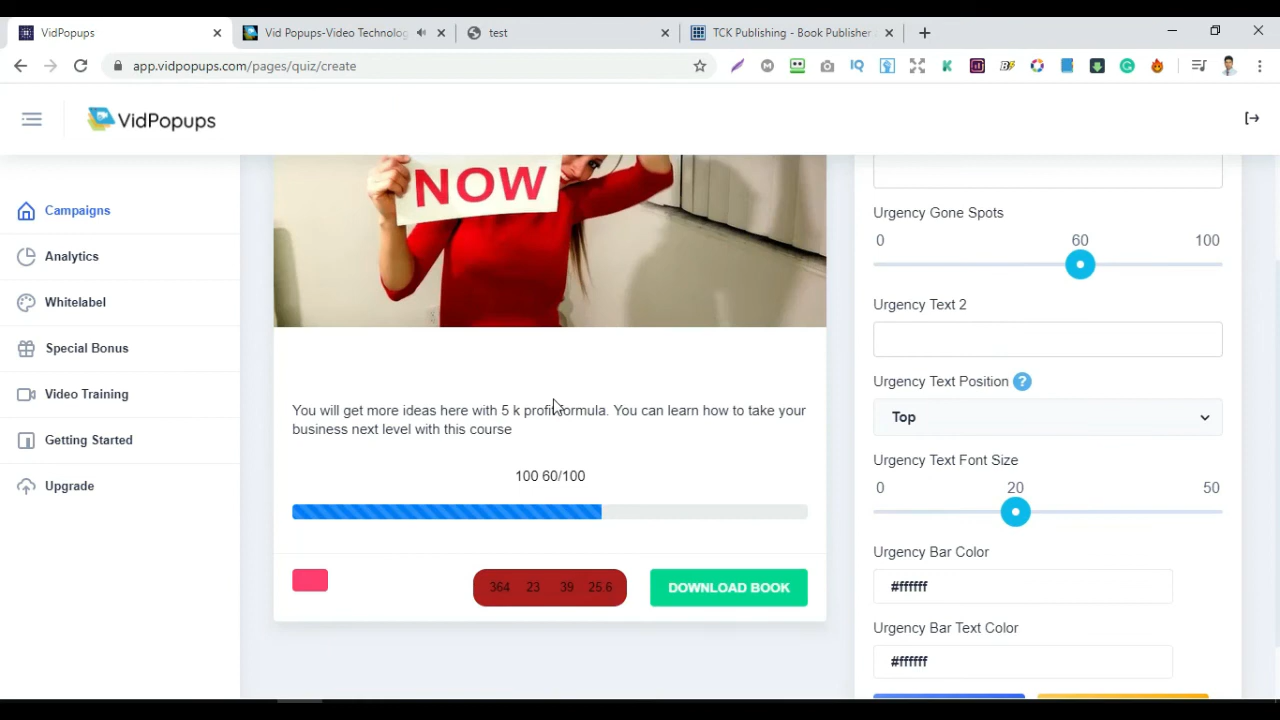 VidPopups
Vid Popups-Video Technolog
test
TCK Publishing - Book Publisher
app.vidpopups.com/pages/quiz/create
VidPopups
Campaigns
Analytics
Whitelabel
Special Bonus
Video Training
Getting Started
Upgrade
NOW
You will get more ideas here with 5 k profit formula. You can learn how to take your
business next level with this course
100 60/100
364 23 39 25.6
DOWNLOAD BOOK
Urgency Gone Spots
0 60 100
Urgency Text 2
Urgency Text Position ?
Top
Urgency Text Font Size
0 20 50
Urgency Bar Color
#ffffff
Urgency Bar Text Color
#ffffff